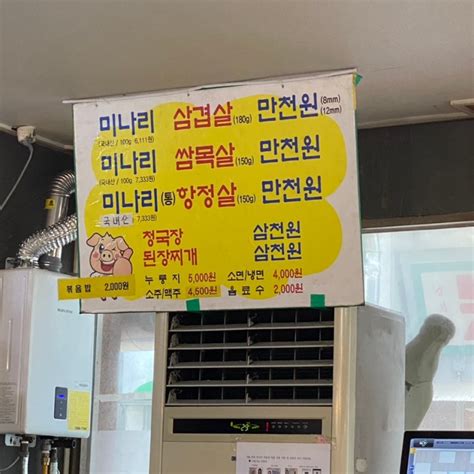 미나리 삼겹살(180g) 만천원(8mm)(12mm)
(국내산 / 100g 6,111원)
미나리 쌈목살(150g) 만천원
(국내산 / 100g 7,333원)
미나리(통)항정살(150g) 만천원
국내산 7,333원)
청국장 삼천원
된장찌개 삼천원
누룽지 5,000원 소면/냉면 4,000원
볶음밥 2,000원 소주/맥주 4,500원 음료수 2,000원